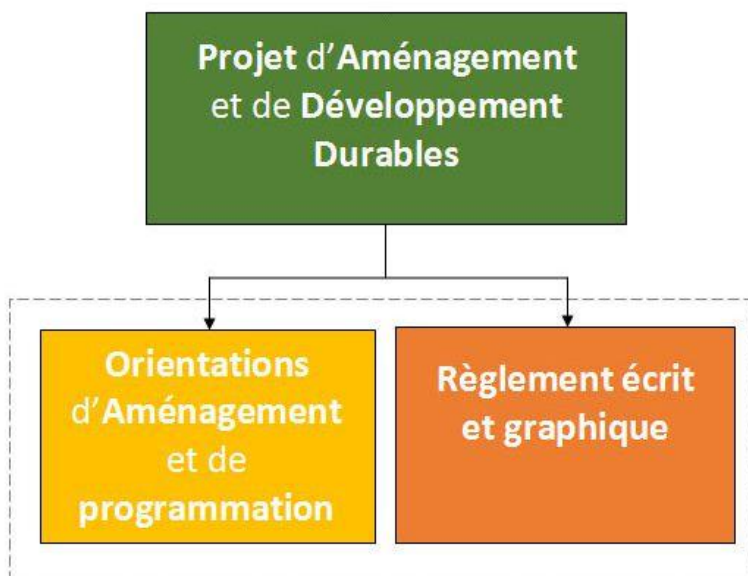 Projet d'Aménagement
et de Développement
Durables
Orientations
d'Aménagement
et de
programmation
Règlement écrit
et graphique